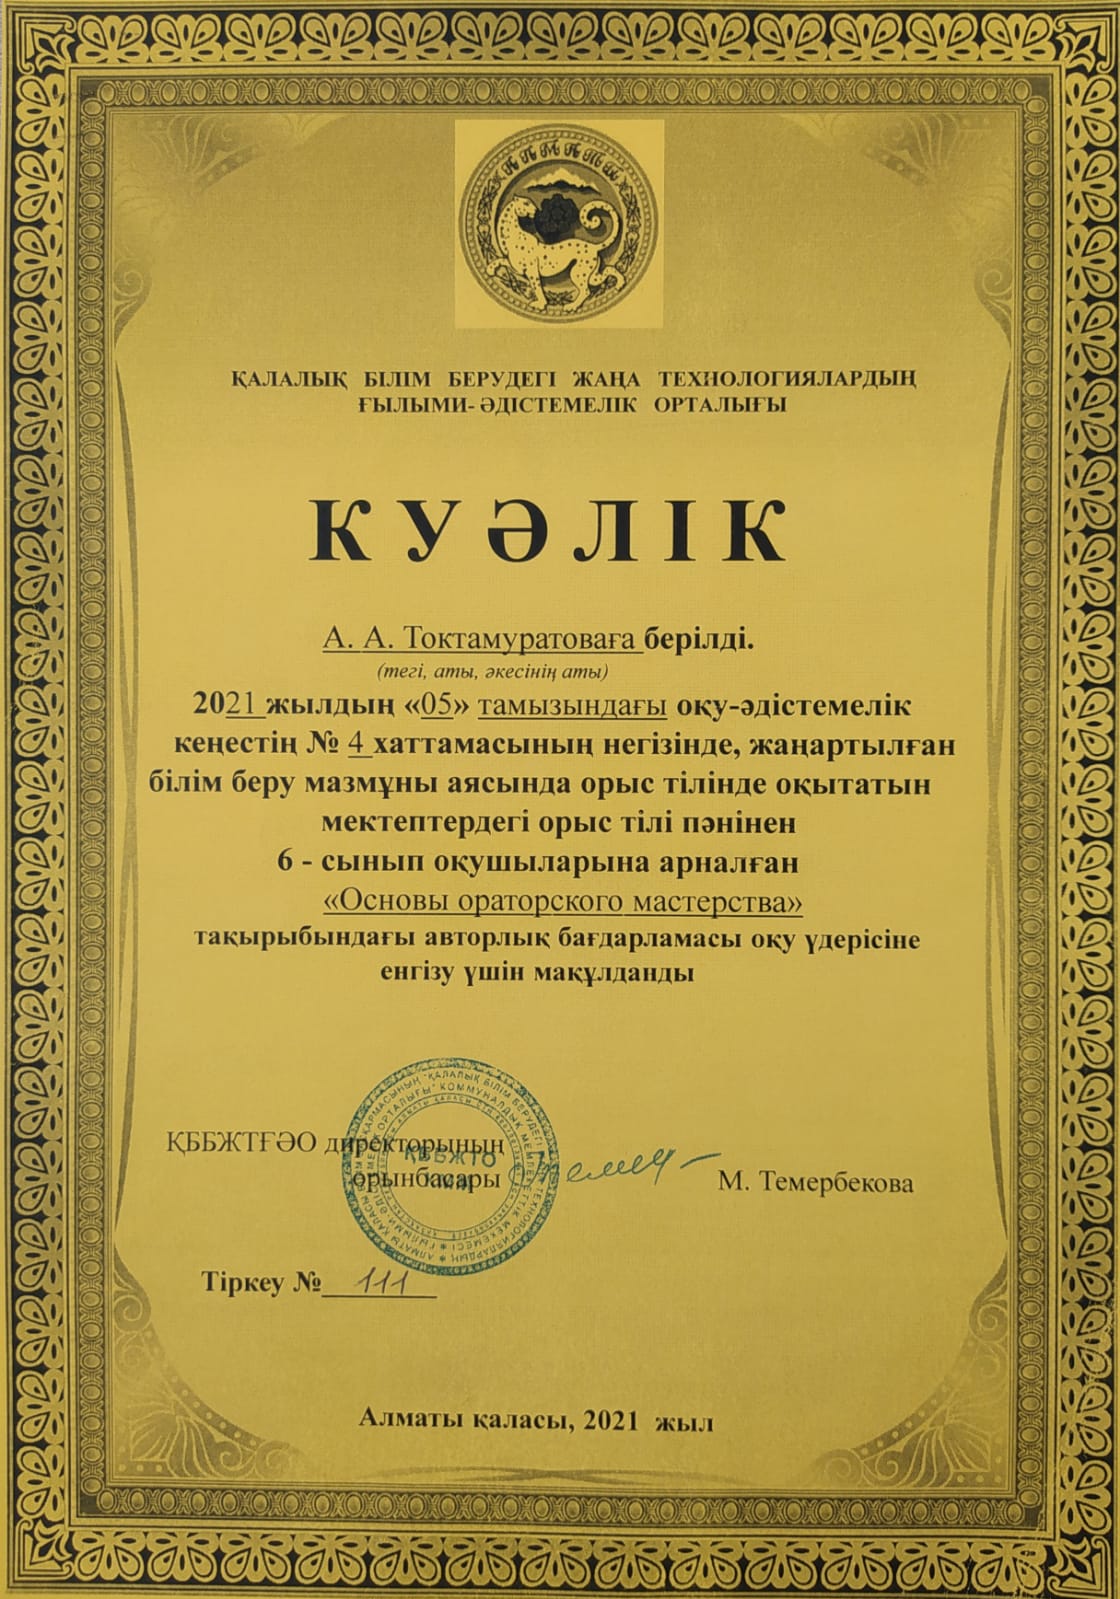 АЛМАТЫ
ҚАЛАЛЫҚ БІЛІМ БЕРУДЕГІ ЖАҢА ТЕХНОЛОГИЯЛАРДЫҢ
ҒЫЛЫМИ-ӘДІСТЕМЕЛІК ОРТАЛЫҒЫ
КУӘЛІК
А. А. Токтамуратоваға берілді.
(тегі, аты, әкесінің аты)
2021 жылдың «05» тамызындағы оқу-әдістемелік
кеңестің № 4 хаттамасының негізінде, жаңартылған
білім беру мазмұны аясында орыс тілінде оқытатын
мектептердегі орыс тілі пәнінен
6 - сынып оқушыларына арналған
«Основы ораторского мастерства»
тақырыбындағы авторлық бағдарламасы оқу үдерісіне
енгізу үшін мақұлданды
ҚББЖТҒӘО директорының
орынбасары
М. Темербекова
ҚББЖТО
Тіркеу № 111
Алматы қаласы, 2021 жыл